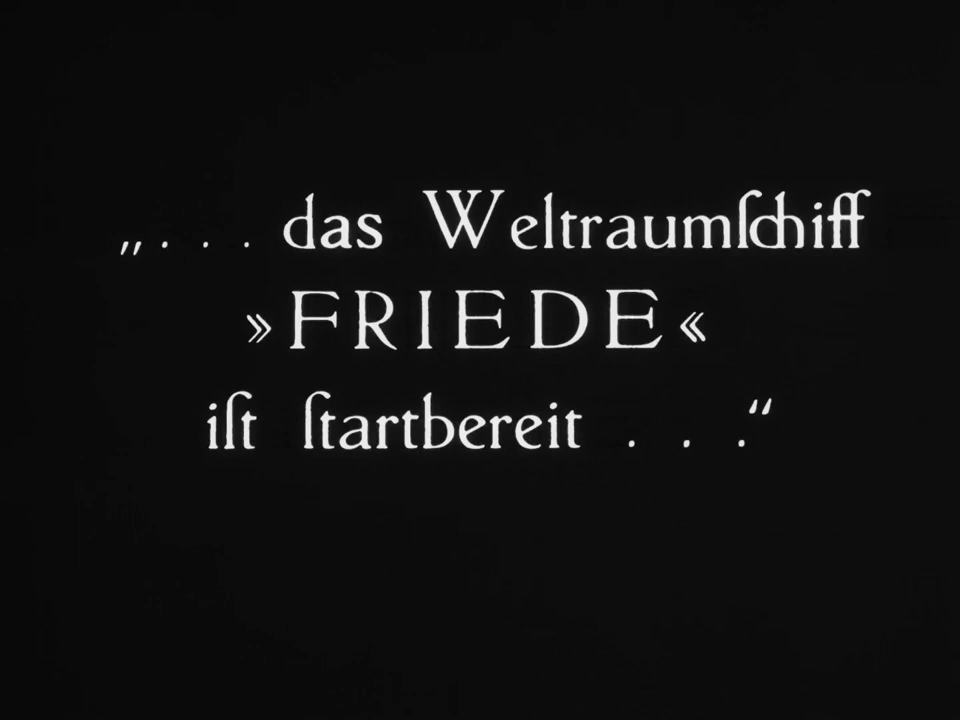 „. . . das Weltraumſchiff
»FRIEDE«
iſt ſtartbereit . . .“